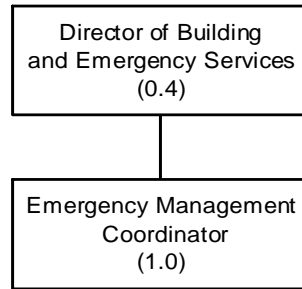 Director of Building
and Emergency Services
(0.4)
Emergency Management
Coordinator
(1.0)